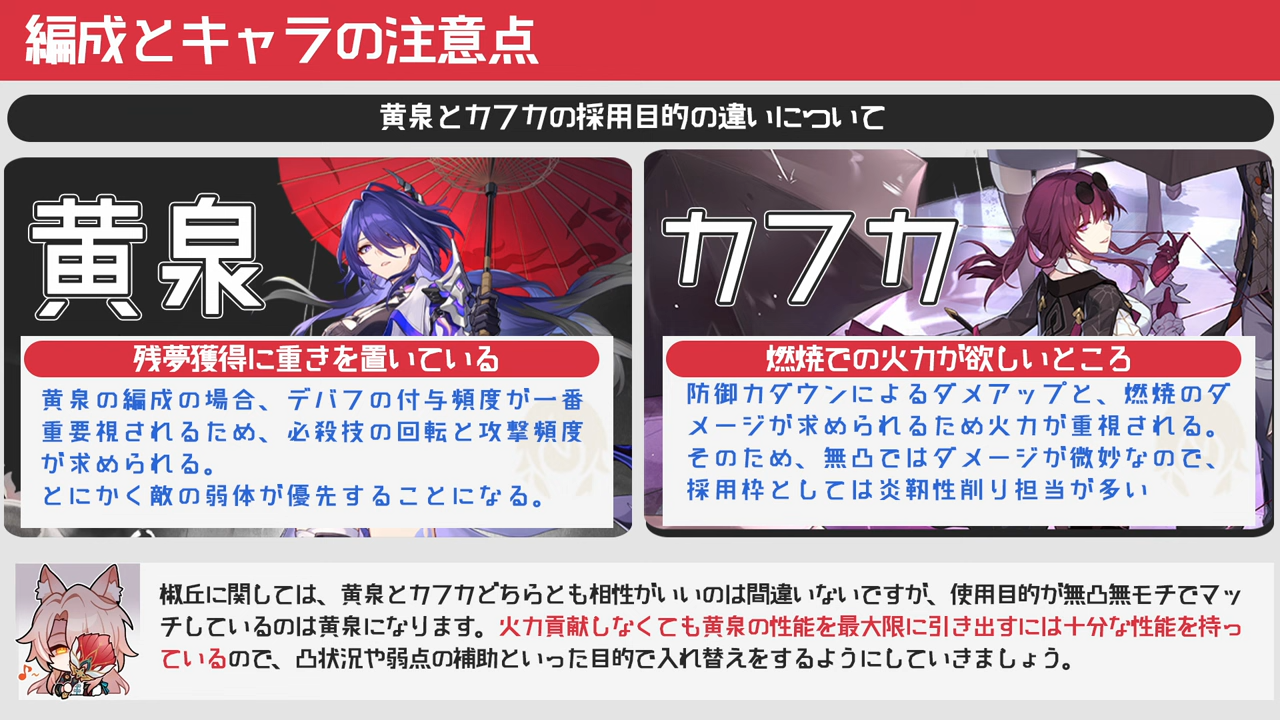 編成とキャラの注意点
黄泉とカフカの採用目的の違いについて
黄泉
残夢獲得に重きを置いている
黄泉の編成の場合、デバフの付与頻度が一番
重要視されるため、必殺技の回転と攻撃頻度
が求められる。
とにかく敵の弱体が優先することになる。
カフカ
燃焼での火力が欲しいところ
防御力ダウンによるダメアップと、燃焼のダ
メージが求められるため火力が重視される。
そのため、無凸ではダメージが微妙なので、
採用枠としては炎靭性削り担当が多い
椒丘に関しては、黄泉とカフカどちらとも相性がいいのは間違いないですが、使用目的が無凸無モチでマッ
チしているのは黄泉になります。火力貢献しなくても黄泉の性能を最大限に引き出すには十分な性能を持っ
ているので、凸状況や弱点の補助といった目的で入れ替えをするようにしていきましょう。